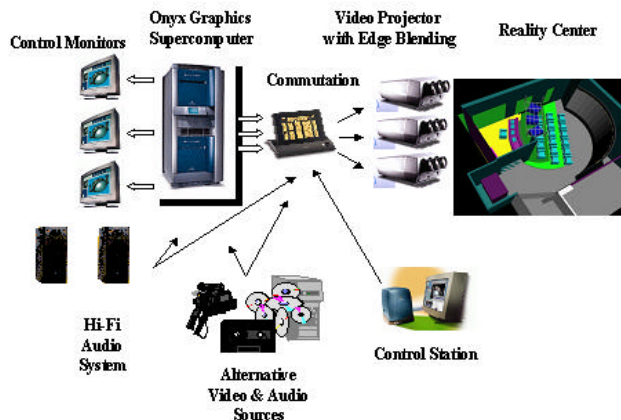 Control Monitors
Onyx Graphics
Supercomputer
Commutation
Video Projector
with Edge Blending
Reality Center
Hi-Fi
Audio
System
Alternative
Video & Audio
Sources
Control Station